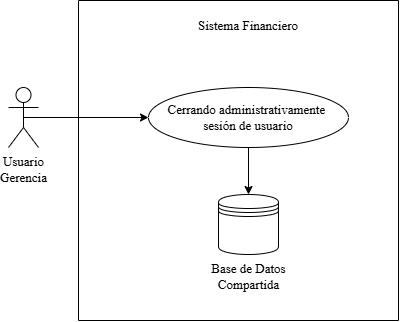 Sistema Financiero
Cerrando administrativamente
sesión de usuario
Usuario
Gerencia
Base de Datos
Compartida